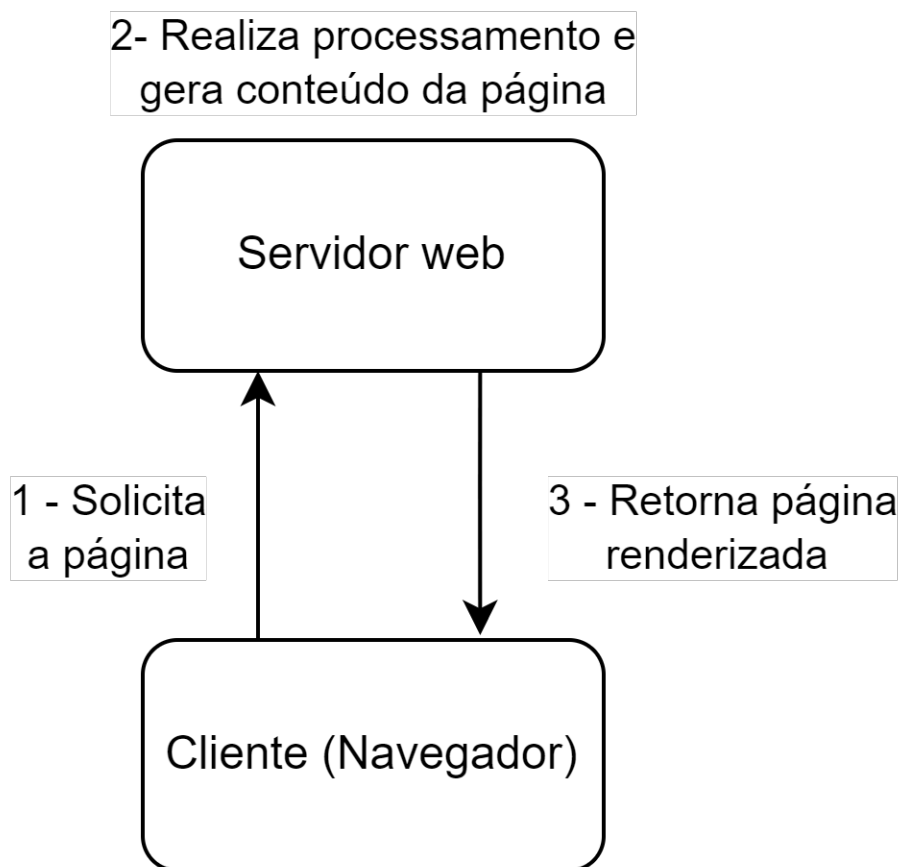 2- Realiza processamento e
gera conteúdo da página
Servidor web
1 - Solicita
a página
3 - Retorna página
renderizada
Cliente (Navegador)